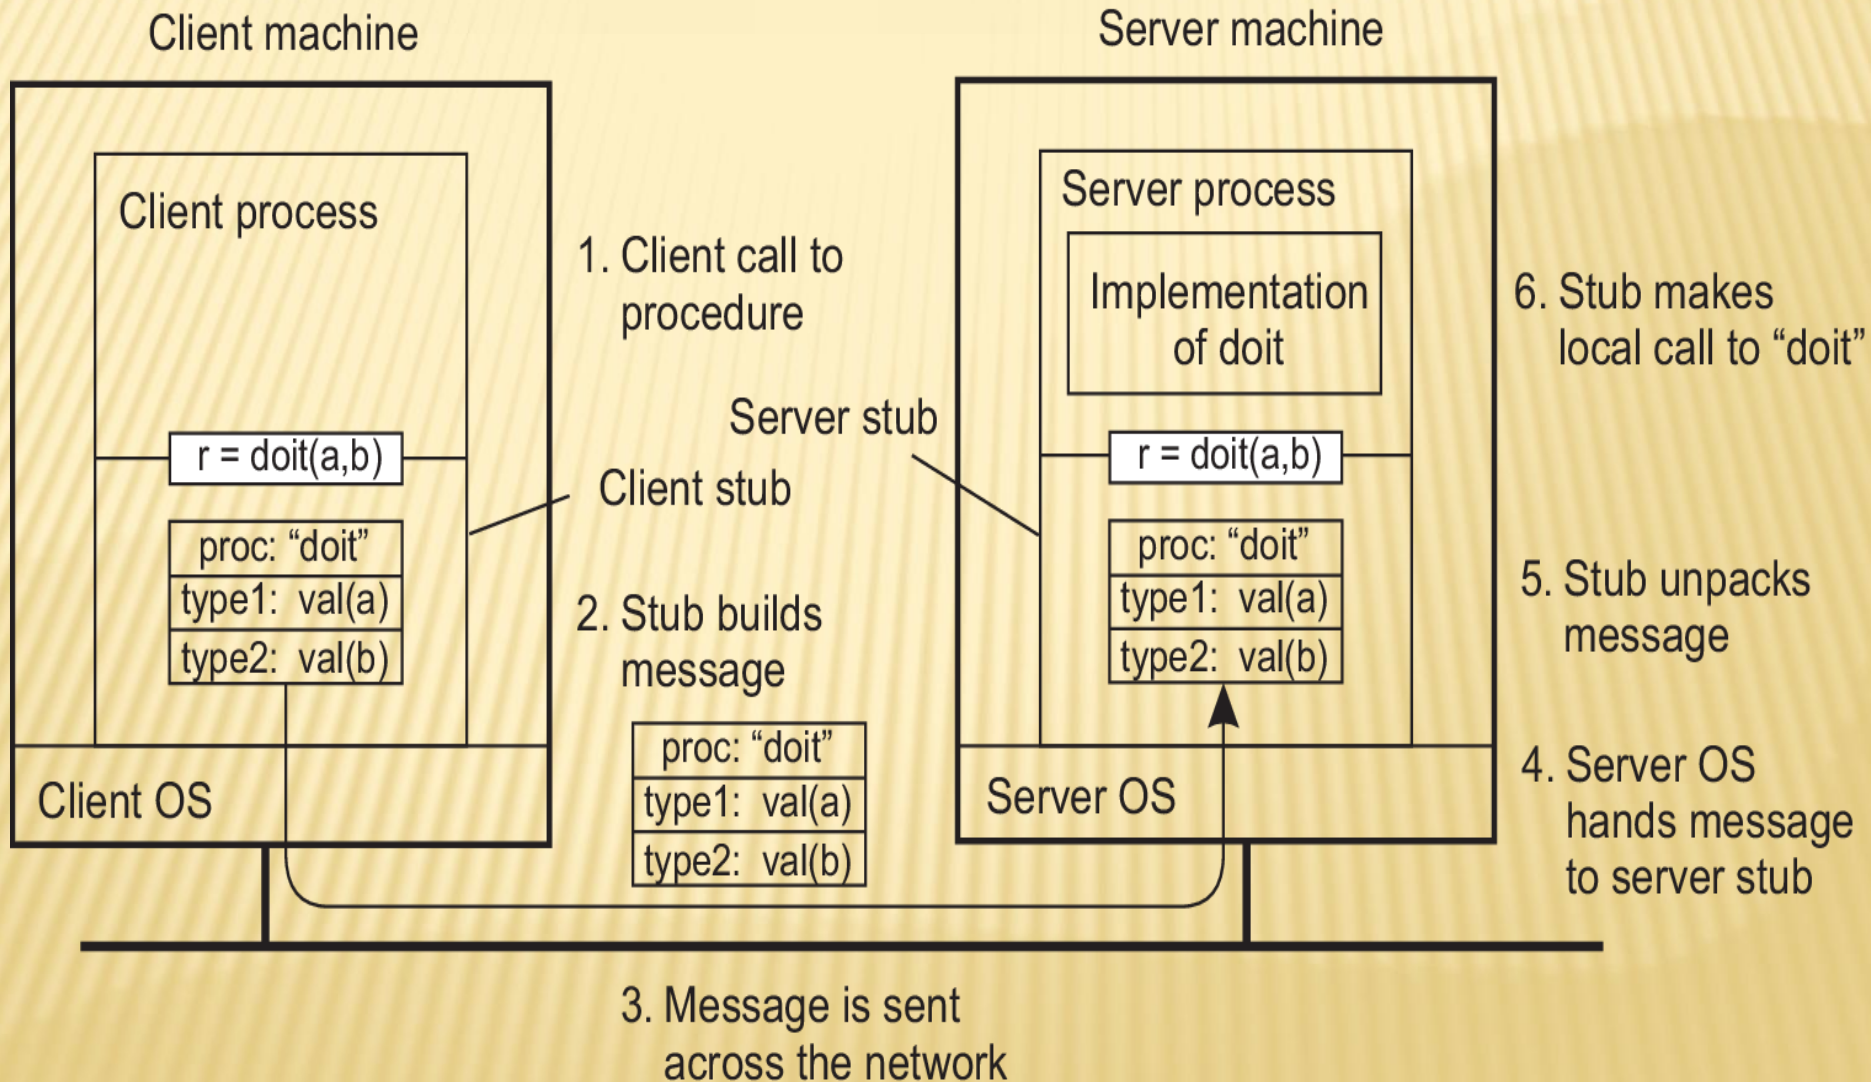 Client machine
Client process
r = doit(a,b)
proc: “doit”
type1: val(a)
type2: val(b)
Client OS
1. Client call to
procedure
Client stub
2. Stub builds
message
proc: “doit”
type1: val(a)
type2: val(b)
3. Message is sent
across the network
Server machine
Server process
Implementation
of doit
Server stub
r = doit(a,b)
proc: “doit”
type1: val(a)
type2: val(b)
Server OS
6. Stub makes
local call to “doit”
5. Stub unpacks
message
4. Server OS
hands message
to server stub